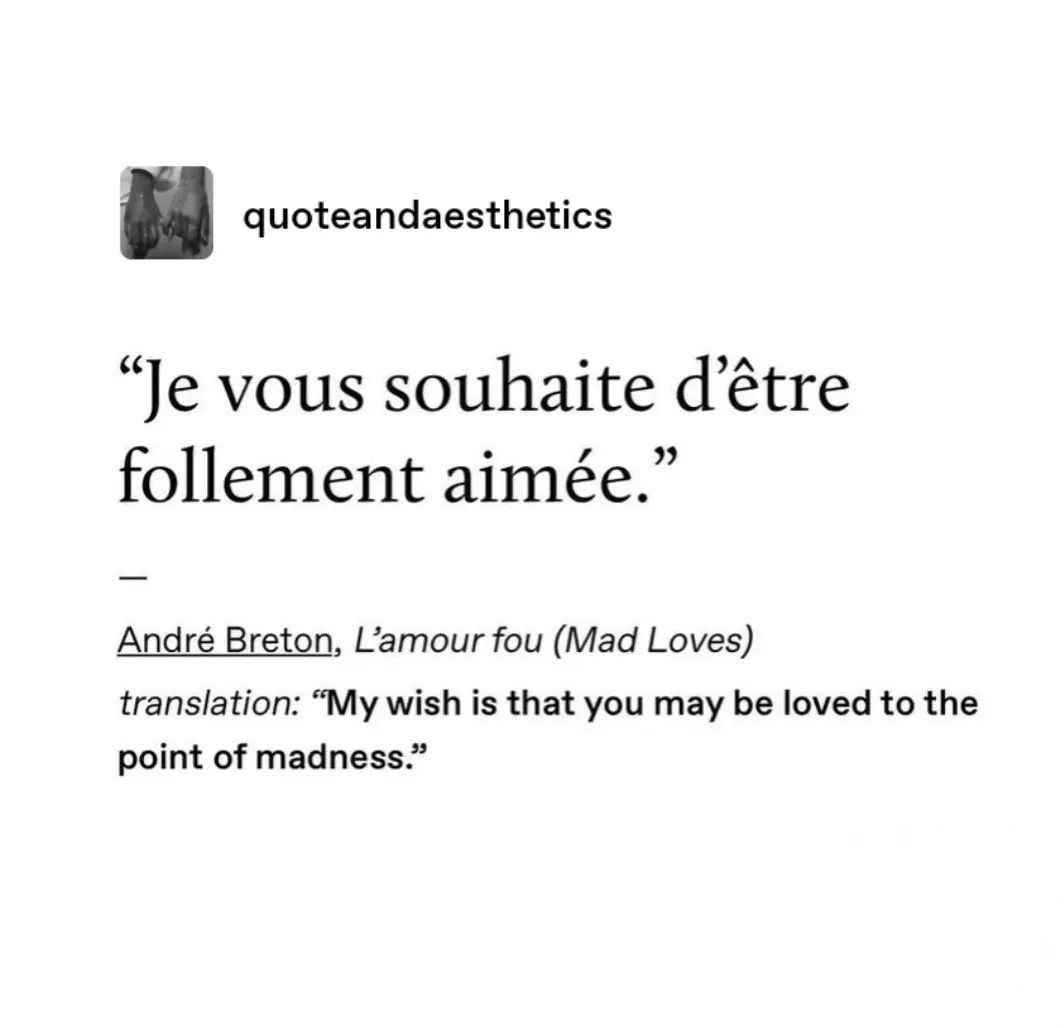 quoteandaesthetics
“Je vous souhaite d’être
follement aimée.”
—
André Breton, L’amour fou (Mad Loves)
translation: “My wish is that you may be loved to the
point of madness.”